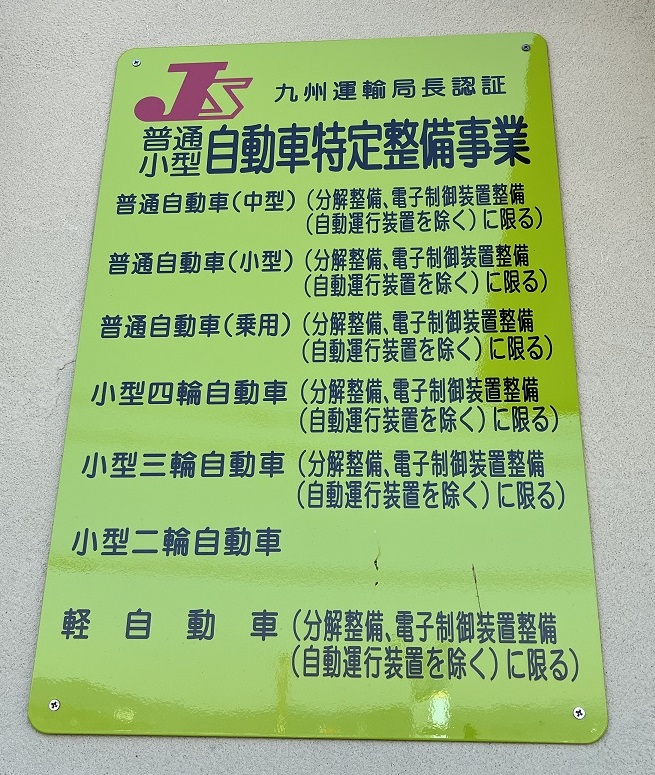 JS
九州運輸局長認証
普通
小型
自動車特定整備事業
普通自動車(中型)(分解整備、電子制御装置整備
(自動運行装置を除く)に限る)
普通自動車(小型)(分解整備、電子制御装置整備
(自動運行装置を除く)に限る)
普通自動車(乗用)(分解整備、電子制御装置整備
(自動運行装置を除く)に限る)
小型四輪自動車(分解整備、電子制御装置整備
(自動運行装置を除く)に限る)
小型三輪自動車(分解整備、電子制御装置整備
(自動運行装置を除く)に限る)
小型二輪自動車
軽自動車(分解整備、電子制御装置整備
(自動運行装置を除く)に限る)